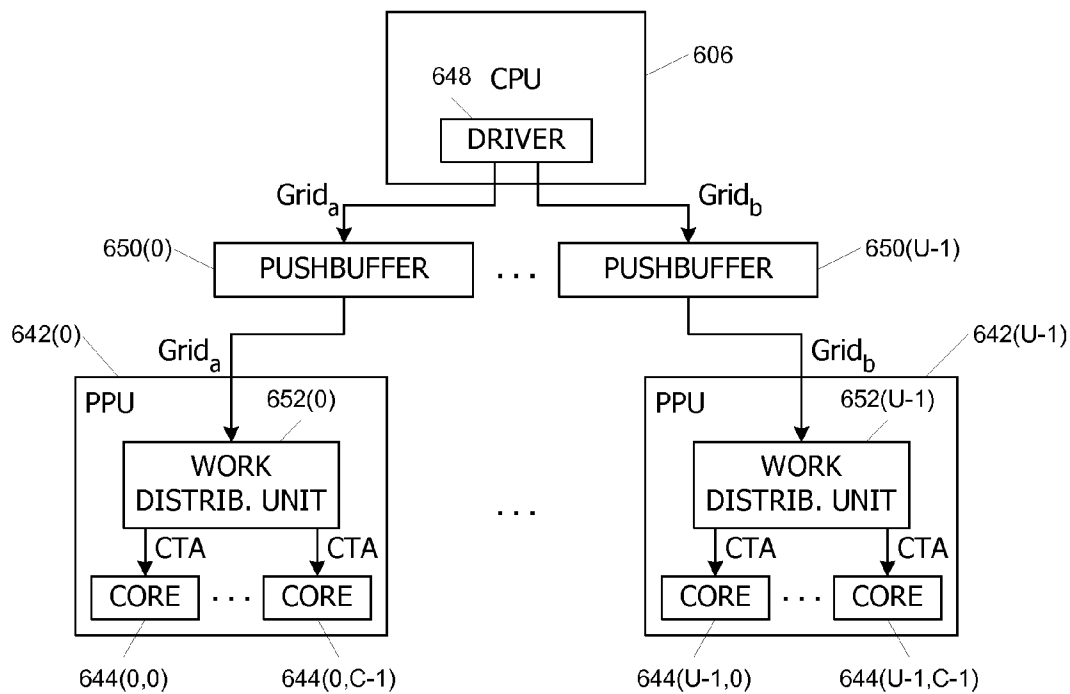 606
648
CPU
DRIVER
Grid_a
Grid_b
650(0)
PUSHBUFFER
...
PUSHBUFFER
650(U-1)
642(0)
Grid_a
Grid_b
642(U-1)
PPU
652(0)
PPU
652(U-1)
WORK
DISTRIB. UNIT
...
WORK
DISTRIB. UNIT
CTA
CTA
CTA
CTA
CORE
...
CORE
CORE
...
CORE
644(0,0)
644(0,C-1)
644(U-1,0)
644(U-1,C-1)